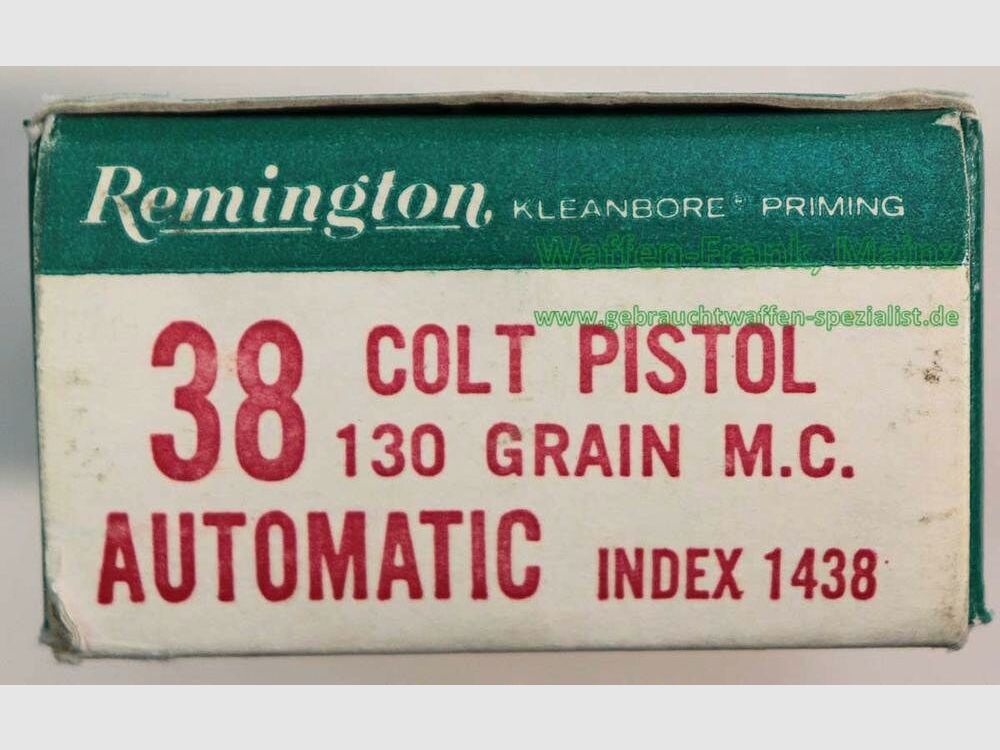 Remington, KLEANBORE® PRIMING
Waffen-Frank, Mainz
www.gebrauchtwaffen-spezialist.de
38 COLT PISTOL
130 GRAIN M.C.
AUTOMATIC INDEX 1438